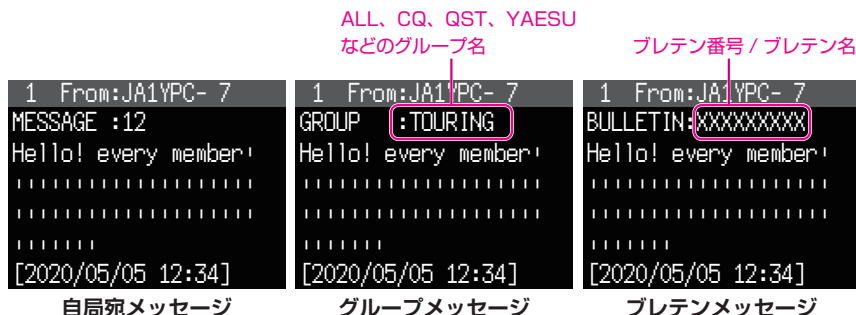 ALL、CQ、QST、YAESU
などのグループ名
ブレテン番号 / ブレテン名
1 From:JA1YPC- 7
MESSAGE :12
Hello! every member
[2020/05/05 12:34]
自局宛メッセージ
1 From:JA1YPC- 7
GROUP :TOURING
Hello! every member
[2020/05/05 12:34]
グループメッセージ
1 From:JA1YPC- 7
BULLETIN:XXXXXXXXX
Hello! every member
[2020/05/05 12:34]
ブレテンメッセージ